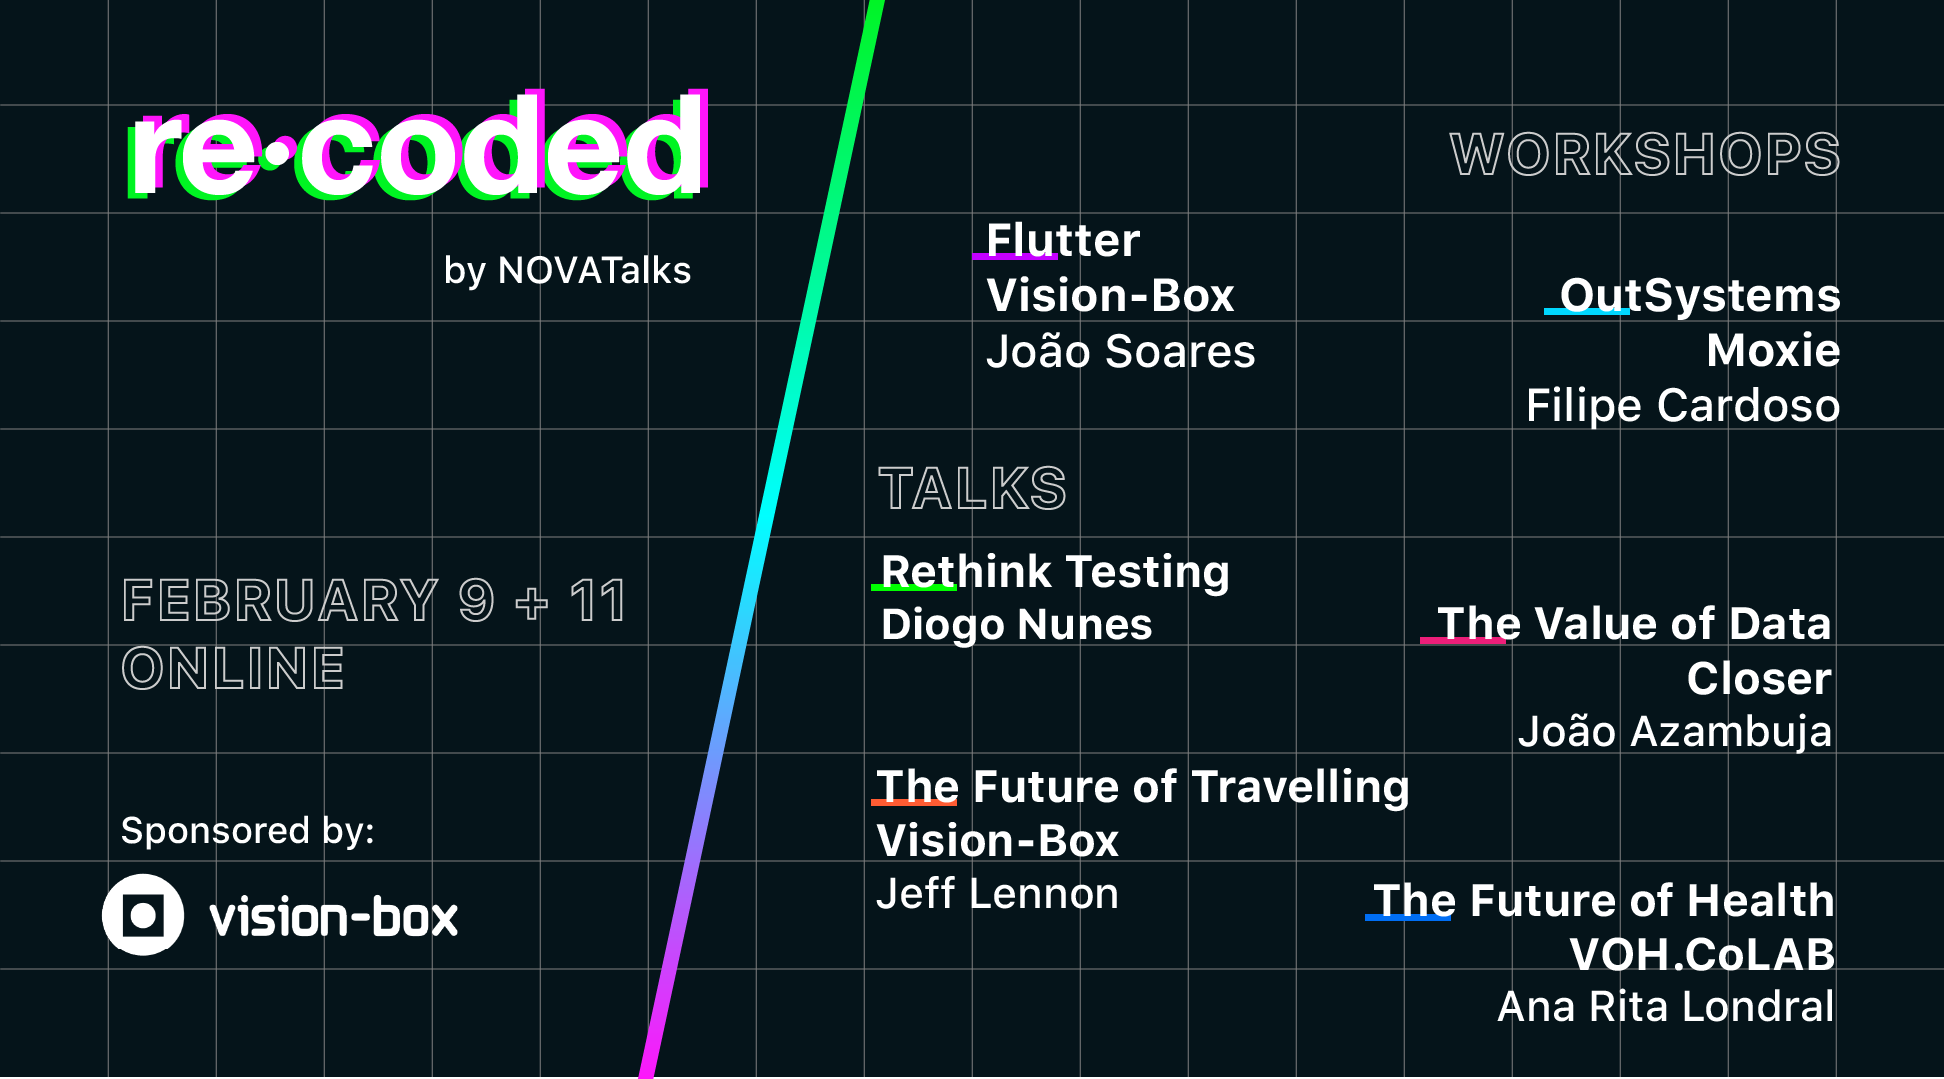 re•coded
by NOVATalks
FEBRUARY 9 + 11
ONLINE
Sponsored by:
vision-box
WORKSHOPS
Flutter
Vision-Box
João Soares
OutSystems
Moxie
Filipe Cardoso
TALKS
Rethink Testing
Diogo Nunes
The Value of Data
Closer
João Azambuja
The Future of Travelling
Vision-Box
Jeff Lennon
The Future of Health
VOH.CoLAB
Ana Rita Londral